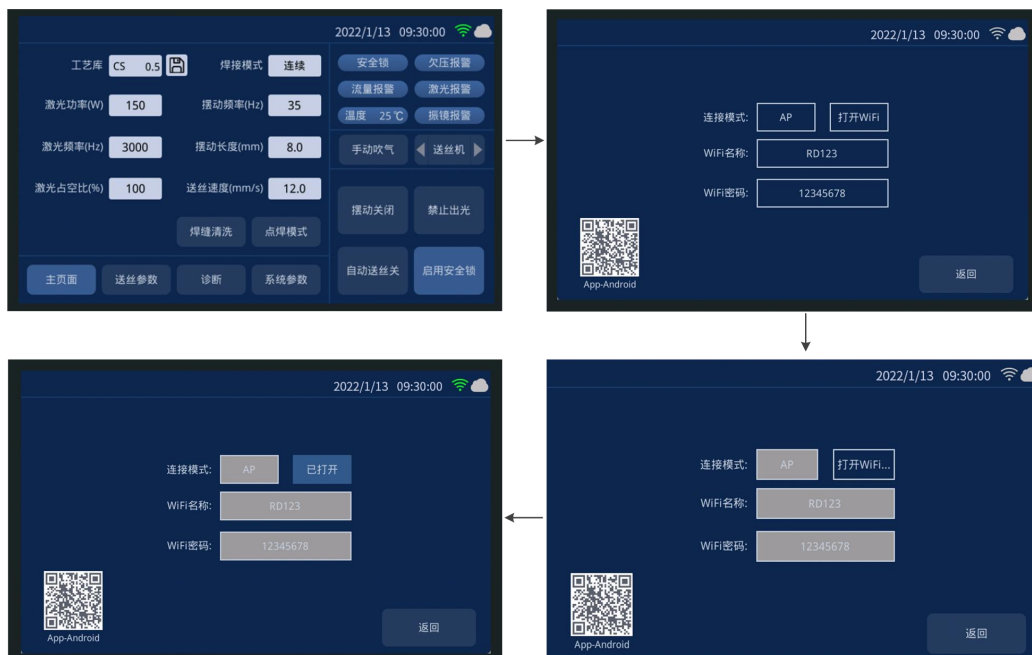 2022/1/13 09:30:00
工艺库 CS 0.5 焊接模式 连续
激光功率(W) 150 摆动频率(Hz) 35
激光频率(Hz) 3000 摆动长度(mm) 8.0
激光占空比(%) 100 送丝速度(mm/s) 12.0
焊缝清洗 点焊模式
主页面 送丝参数 诊断 系统参数
安全锁 欠压报警
流量报警 激光报警
温度 25℃ 振镜报警
手动吹气 送丝机
摆动关闭 禁止出光
自动送丝关 启用安全锁
2022/1/13 09:30:00
连接模式: AP 打开WiFi
WiFi名称: RD123
WiFi密码: 12345678
App-Android
返回
2022/1/13 09:30:00
连接模式: AP 已打开
WiFi名称: RD123
WiFi密码: 12345678
App-Android
返回
2022/1/13 09:30:00
连接模式: AP 打开WiFi...
WiFi名称: RD123
WiFi密码: 12345678
App-Android
返回